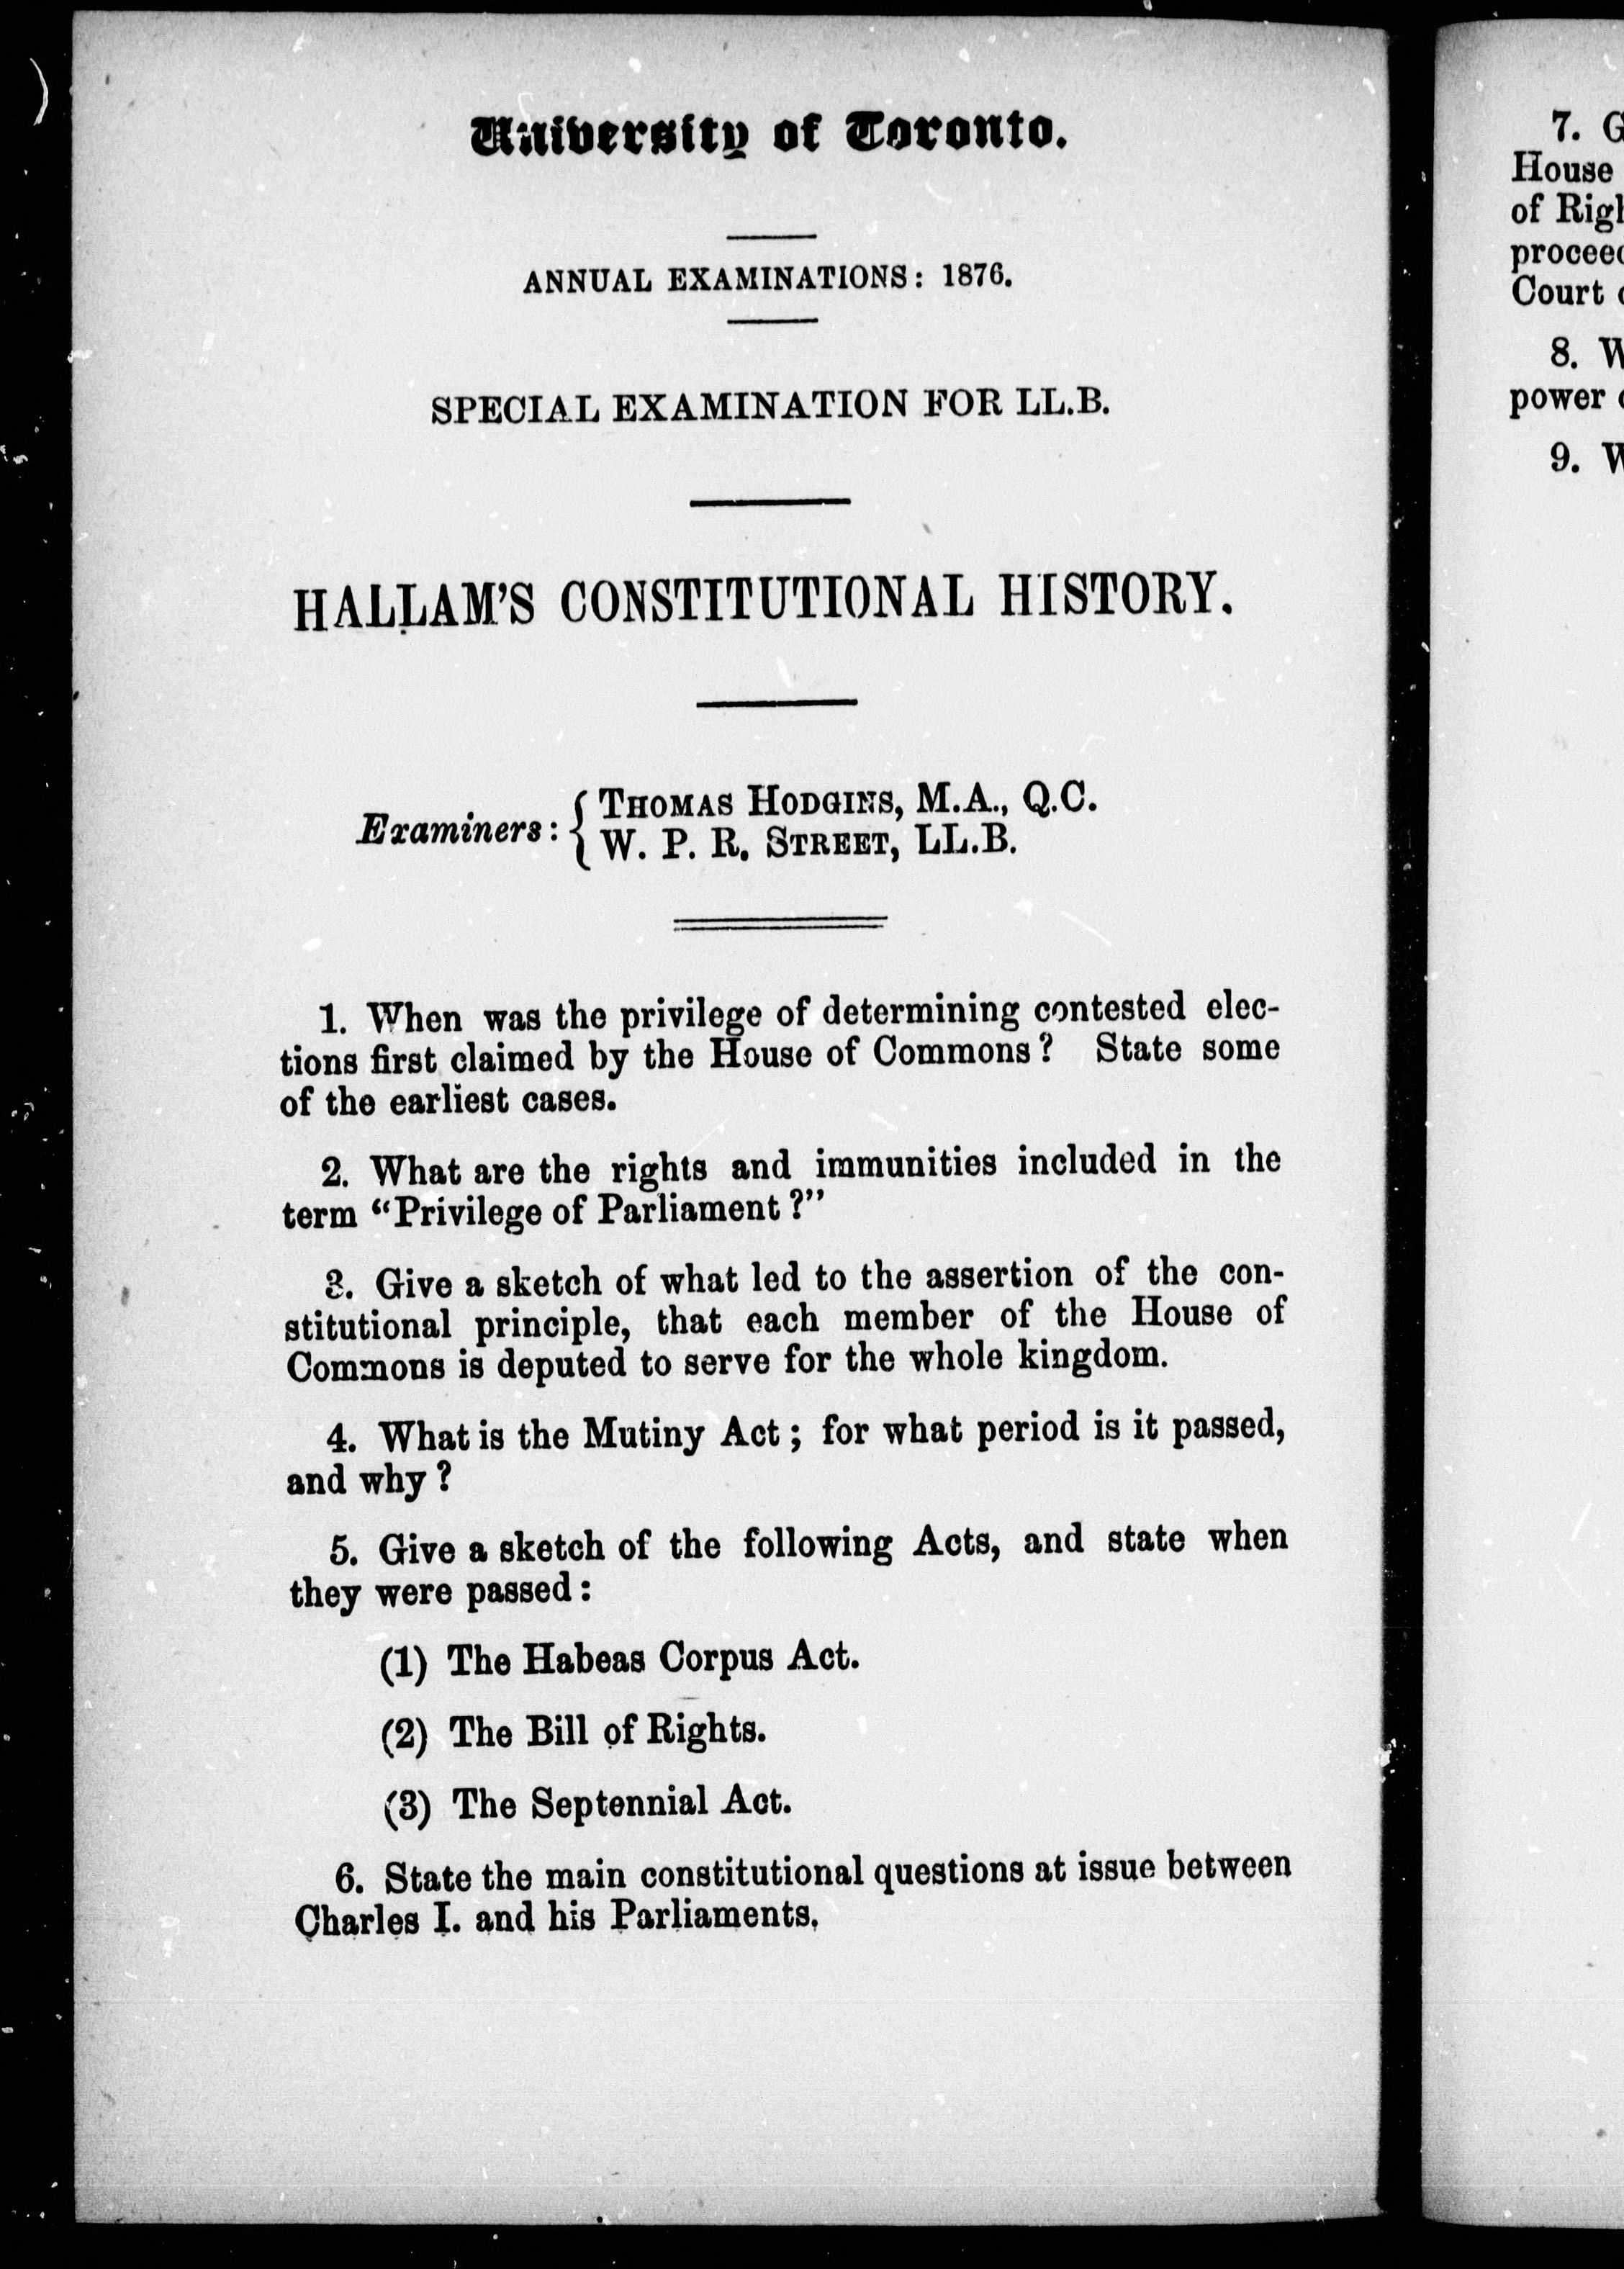 University of Toronto.
ANNUAL EXAMINATIONS: 1876.
SPECIAL EXAMINATION FOR LL.B.
HALLAM'S CONSTITUTIONAL HISTORY.
Examiners: { THOMAS HODGINS, M.A., Q.C.
W. P. R. STREET, LL.B.
1. When was the privilege of determining contested elec-
tions first claimed by the House of Commons? State some
of the earliest cases.
2. What are the rights and immunities included in the
term "Privilege of Parliament?"
3. Give a sketch of what led to the assertion of the con-
stitutional principle, that each member of the House of
Commons is deputed to serve for the whole kingdom.
4. What is the Mutiny Act; for what period is it passed,
and why?
5. Give a sketch of the following Acts, and state when
they were passed:
(1) The Habeas Corpus Act.
(2) The Bill of Rights.
(3) The Septennial Act.
6. State the main constitutional questions at issue between
Charles I. and his Parliaments.
7. G
House
of Righ
proceed
Court
8. W
power
9. W